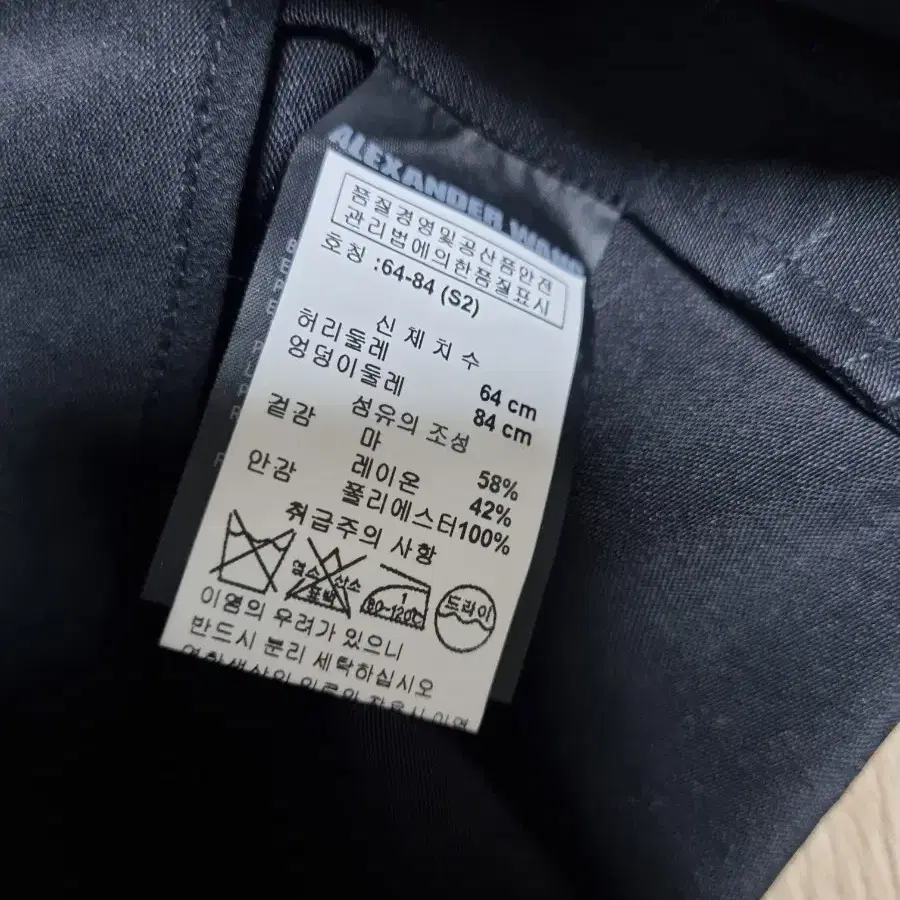 ALEXANDER WANG
품질경영및공산품안전
관리법에의한품질표시
호칭 :64-84 (S2)
신체치수
허리둘레 64 cm
엉덩이둘레 84 cm
섬유의 조성
겉감 마 58%
레이온 42%
안감 폴리에스터100%
취급주의 사항
염소 산소
표백
1
80~120℃
드라이
이염의 우려가 있으니
반드시 분리 세탁하십시오